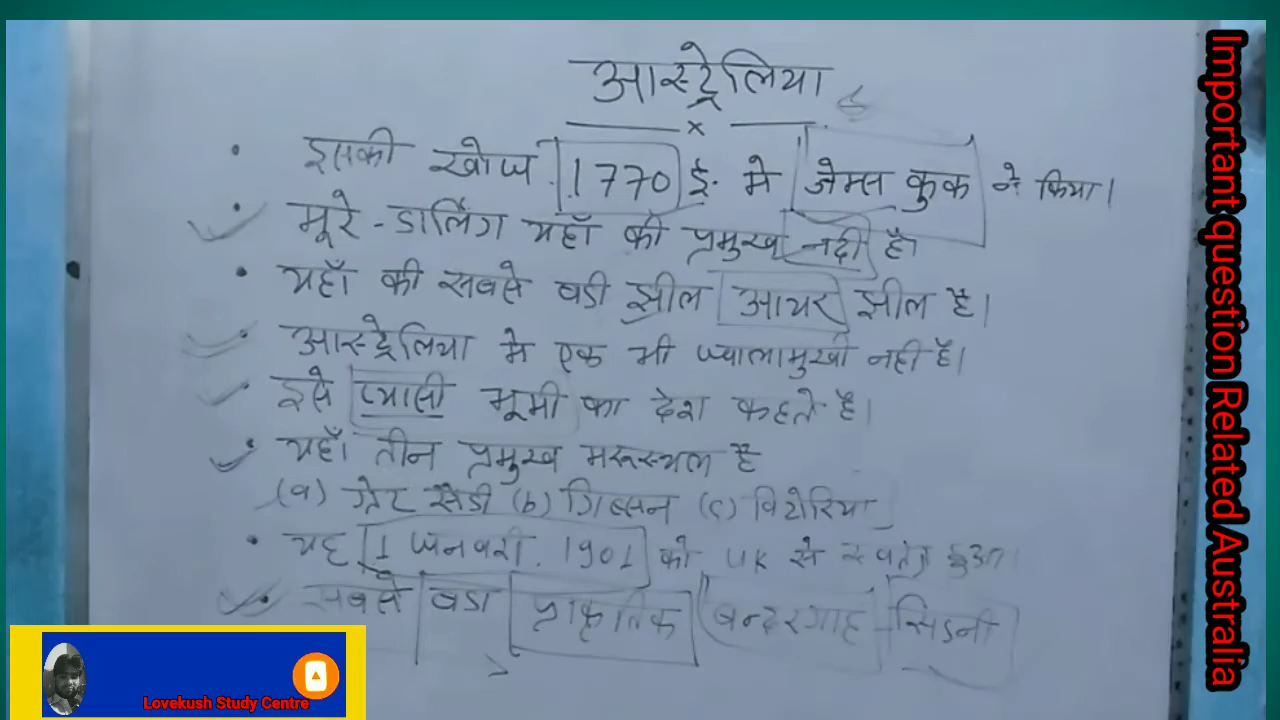 आस्ट्रेलिया
x
• इसकी खोज 1770 ई. मे जेम्स कुक ने किया।
• मूरे - डार्लिंग यहाँ की प्रमुख नदी है।
• यहाँ की सबसे बडी झील आयर झील है।
• आस्ट्रेलिया मे एक भी ज्वालामुखी नही है।
इसे प्यासी भूमी का देश कहते है।
• यहाँ तीन प्रमुख मरूस्थल है
(a) ग्रेट सैंडी (b) गिब्सन (c) विटोरिया
• यह 1 जनवरी. 1901 को UK से स्वतंत्र हुआ।
• सबसे बडा प्राकृतिक बन्दरगाह - सिडनी
Important question Related Australia
Lovekush Study Centre